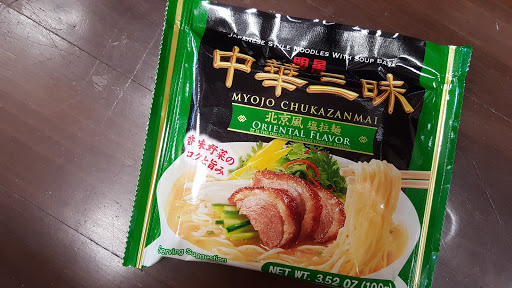 JAPANESE STYLE NOODLES WITH SOUP BASE
明星
中華三昧
MYOJO CHUKAZANMAI
北京風 塩拉麺
ORIENTAL FLAVOR
香味野菜の
コクと旨み
Serving Suggestion
NET WT. 3.52 OZ (100g)